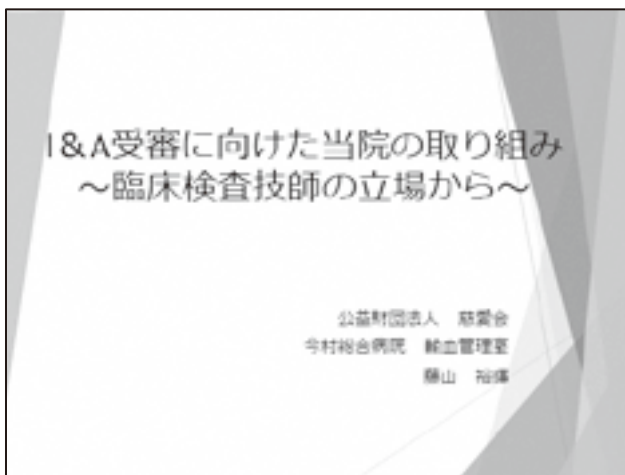 I&A受審に向けた当院の取り組み
～臨床検査技師の立場から～
公益財団法人 慈愛会
今村総合病院 輸血管理室
藤山